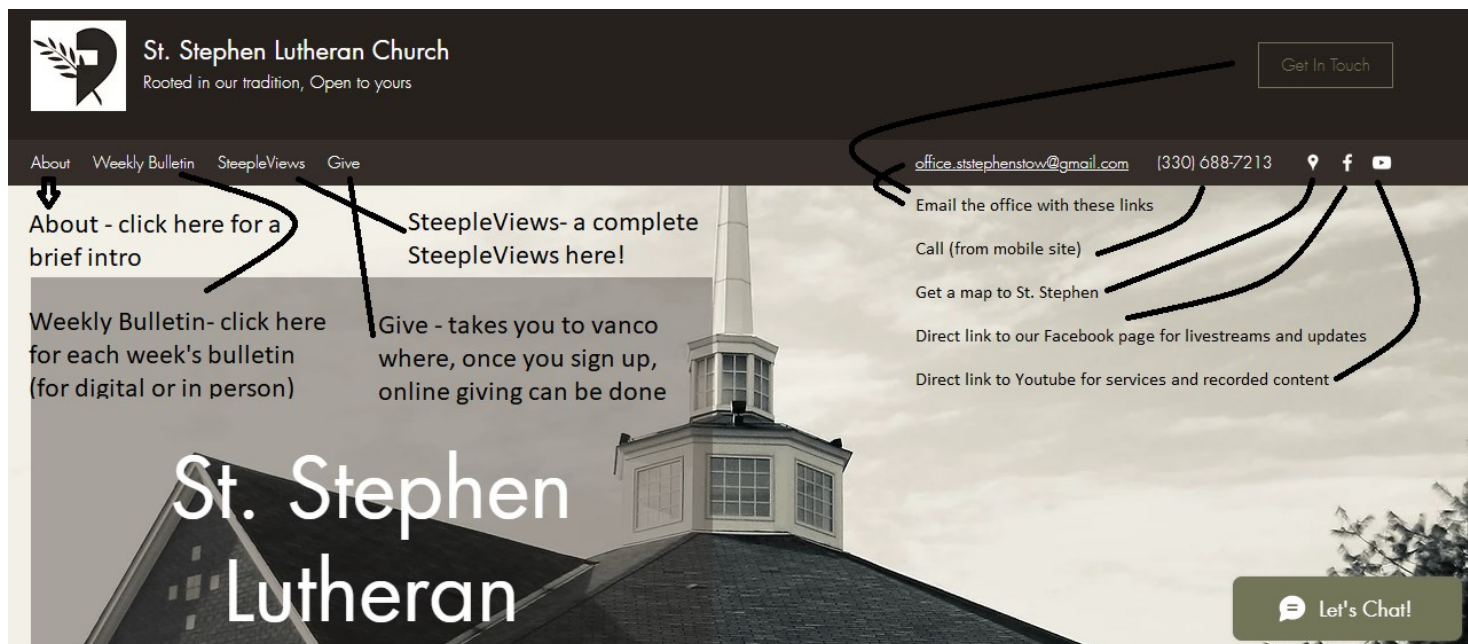 St. Stephen Lutheran Church
Rooted in our tradition, Open to yours
Get In Touch
About
Weekly Bulletin
SteepleViews
Give
office.ststephenstow@gmail.com
(330) 688-7213
About - click here for a
brief intro
SteepleViews- a complete
SteepleViews here!
Weekly Bulletin- click here
for each week's bulletin
(for digital or in person)
Give - takes you to vanco
where, once you sign up,
online giving can be done
Email the office with these links
Call (from mobile site)
Get a map to St. Stephen
Direct link to our Facebook page for livestreams and updates
Direct link to Youtube for services and recorded content
St. Stephen
Lutheran
Let's Chat!